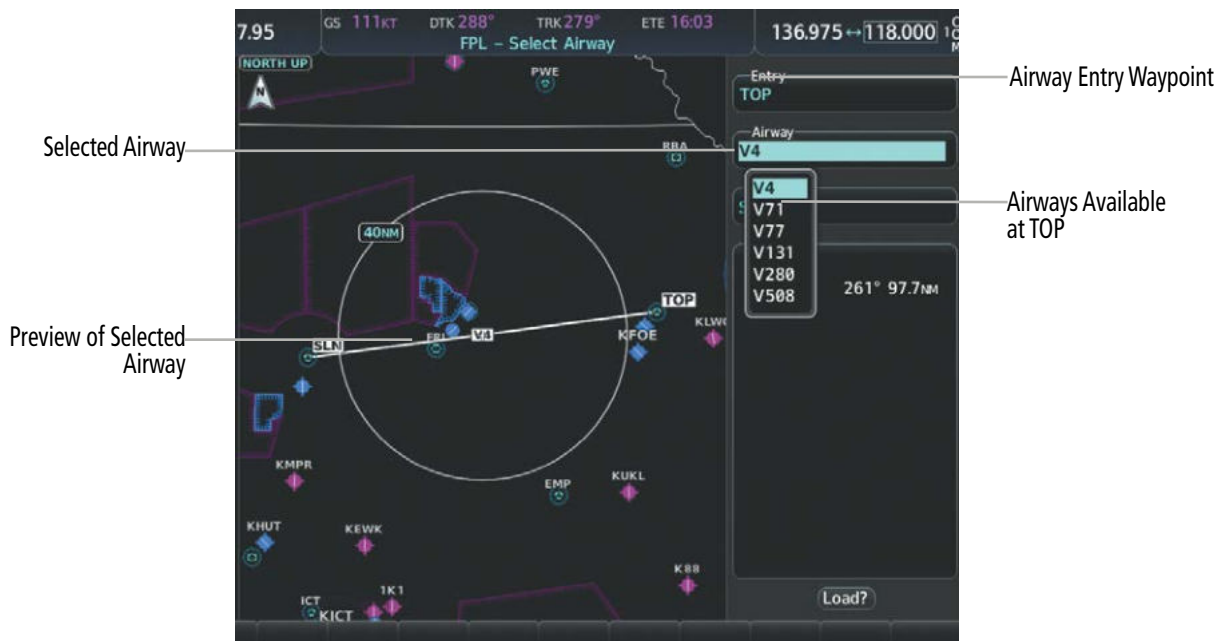 7.95
GS 111KT DTK 288° TRK 279° ETE 16:03
FPL – Select Airway
136.975↔118.000
NORTH UP
N
PWE
Entry
TOP
Airway Entry Waypoint
Selected Airway
RBA
Airway
V4
V4
V71
V77
V131
V280
V508
Airways Available
at TOP
40NM
261° 97.7NM
TOP
Preview of Selected
Airway
SLN
V4
KFOE
KMPR
EMP
KUKL
KHUT
KEWK
K88
1K1
ICT
KICT
Load?